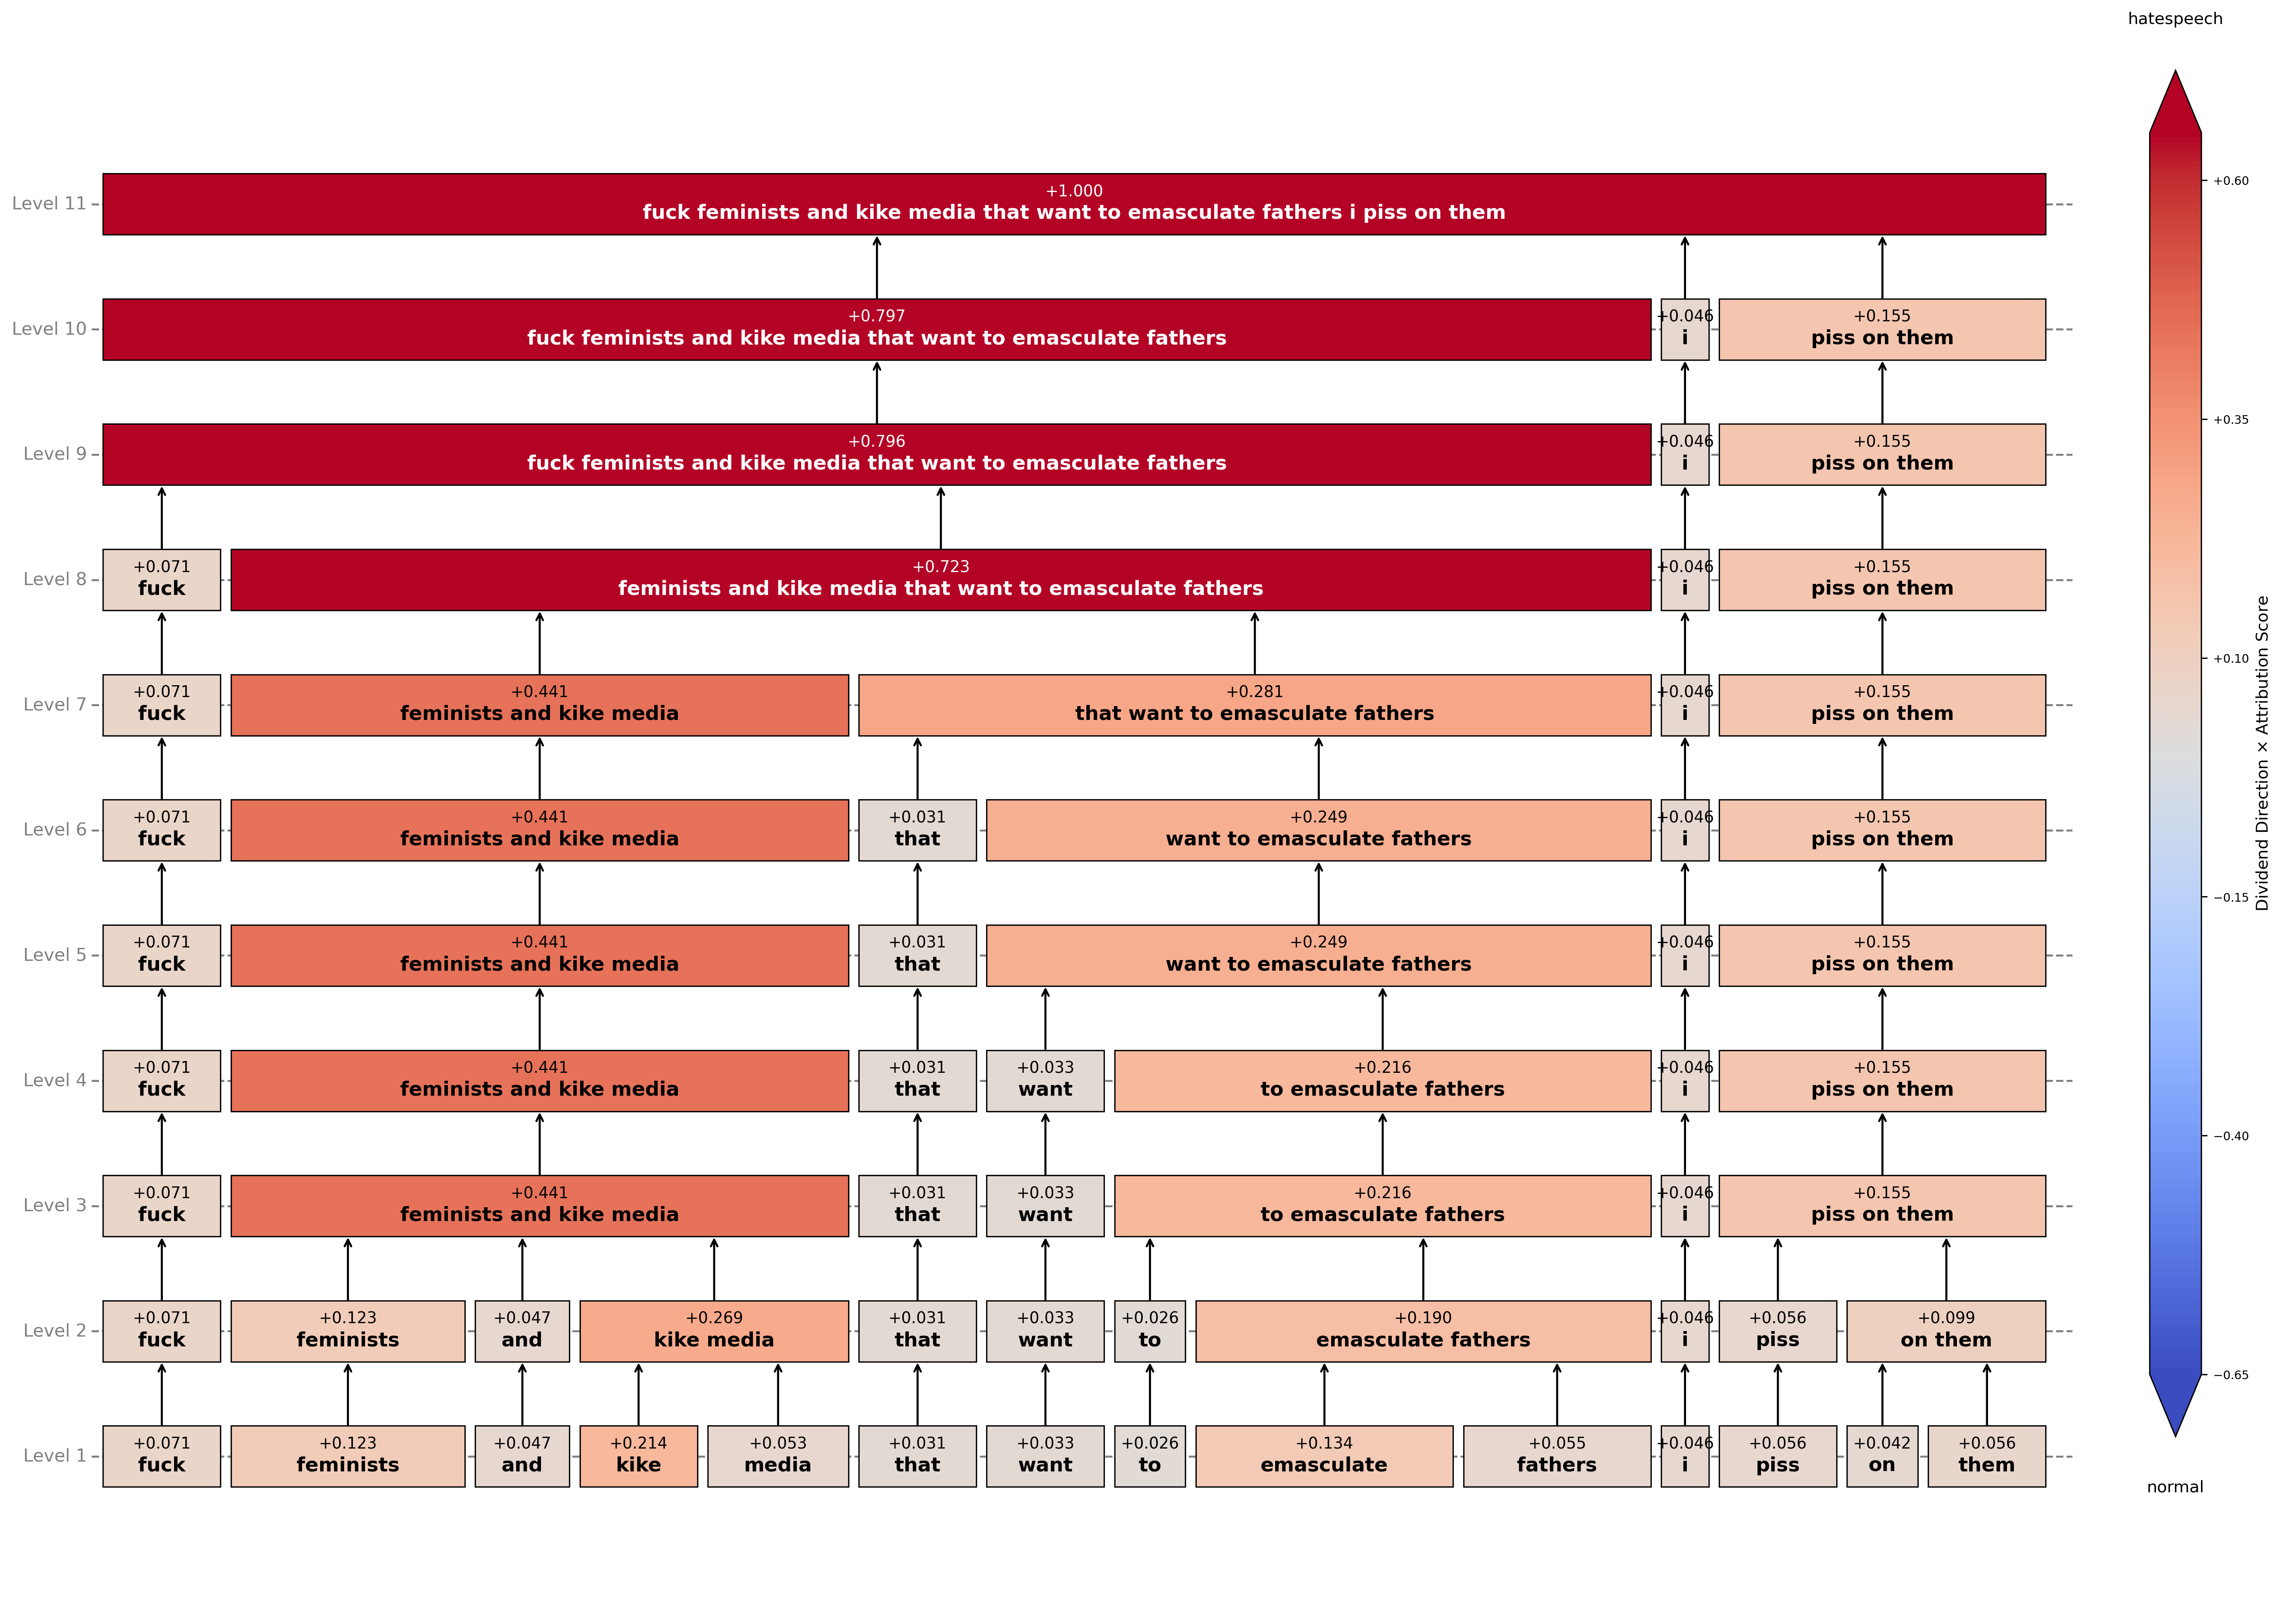 hatespeech
Level 11
+1.000
fuck feminists and kike media that want to emasculate fathers i piss on them
Level 10
+0.797
fuck feminists and kike media that want to emasculate fathers
+0.046
i
+0.155
piss on them
Level 9
+0.796
fuck feminists and kike media that want to emasculate fathers
+0.046
i
+0.155
piss on them
Level 8
+0.071
fuck
+0.723
feminists and kike media that want to emasculate fathers
+0.046
i
+0.155
piss on them
Level 7
+0.071
fuck
+0.441
feminists and kike media
+0.281
that want to emasculate fathers
+0.046
i
+0.155
piss on them
Level 6
+0.071
fuck
+0.441
feminists and kike media
+0.031
that
+0.249
want to emasculate fathers
+0.046
i
+0.155
piss on them
Level 5
+0.071
fuck
+0.441
feminists and kike media
+0.031
that
+0.249
want to emasculate fathers
+0.046
i
+0.155
piss on them
Level 4
+0.071
fuck
+0.441
feminists and kike media
+0.031
that
+0.033
want
+0.216
to emasculate fathers
+0.046
i
+0.155
piss on them
Level 3
+0.071
fuck
+0.441
feminists and kike media
+0.031
that
+0.033
want
+0.216
to emasculate fathers
+0.046
i
+0.155
piss on them
Level 2
+0.071
fuck
+0.123
feminists
+0.047
and
+0.269
kike media
+0.031
that
+0.033
want
+0.026
to
+0.190
emasculate fathers
+0.046
i
+0.056
piss
+0.099
on them
Level 1
+0.071
fuck
+0.123
feminists
+0.047
and
+0.214
kike
+0.053
media
+0.031
that
+0.033
want
+0.026
to
+0.134
emasculate
+0.055
fathers
+0.046
i
+0.056
piss
+0.042
on
+0.056
them
+0.60
+0.35
+0.10
−0.15
−0.40
−0.65
Dividend Direction × Attribution Score
normal